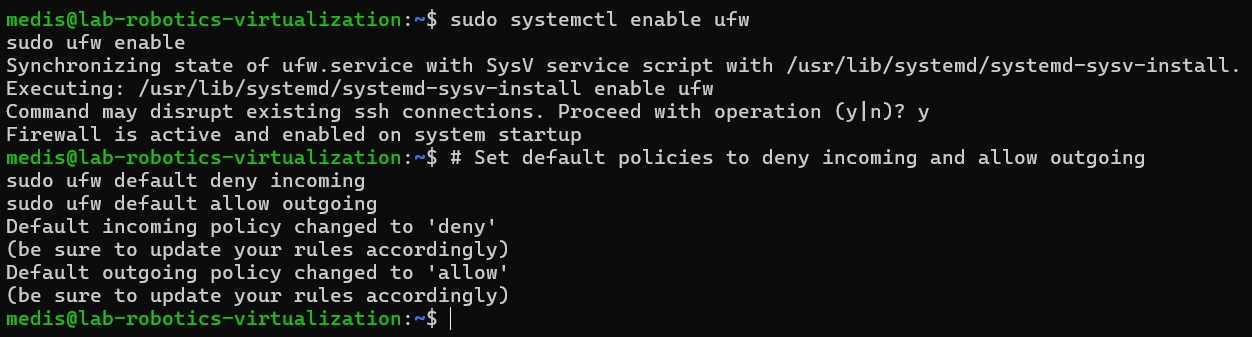 medis@lab-robotics-virtualization:~$ sudo systemctl enable ufw
sudo ufw enable
Synchronizing state of ufw.service with SysV service script with /usr/lib/systemd/systemd-sysv-install.
Executing: /usr/lib/systemd/systemd-sysv-install enable ufw
Command may disrupt existing ssh connections. Proceed with operation (y|n)? y
Firewall is active and enabled on system startup
medis@lab-robotics-virtualization:~$ # Set default policies to deny incoming and allow outgoing
sudo ufw default deny incoming
sudo ufw default allow outgoing
Default incoming policy changed to 'deny'
(be sure to update your rules accordingly)
Default outgoing policy changed to 'allow'
(be sure to update your rules accordingly)
medis@lab-robotics-virtualization:~$